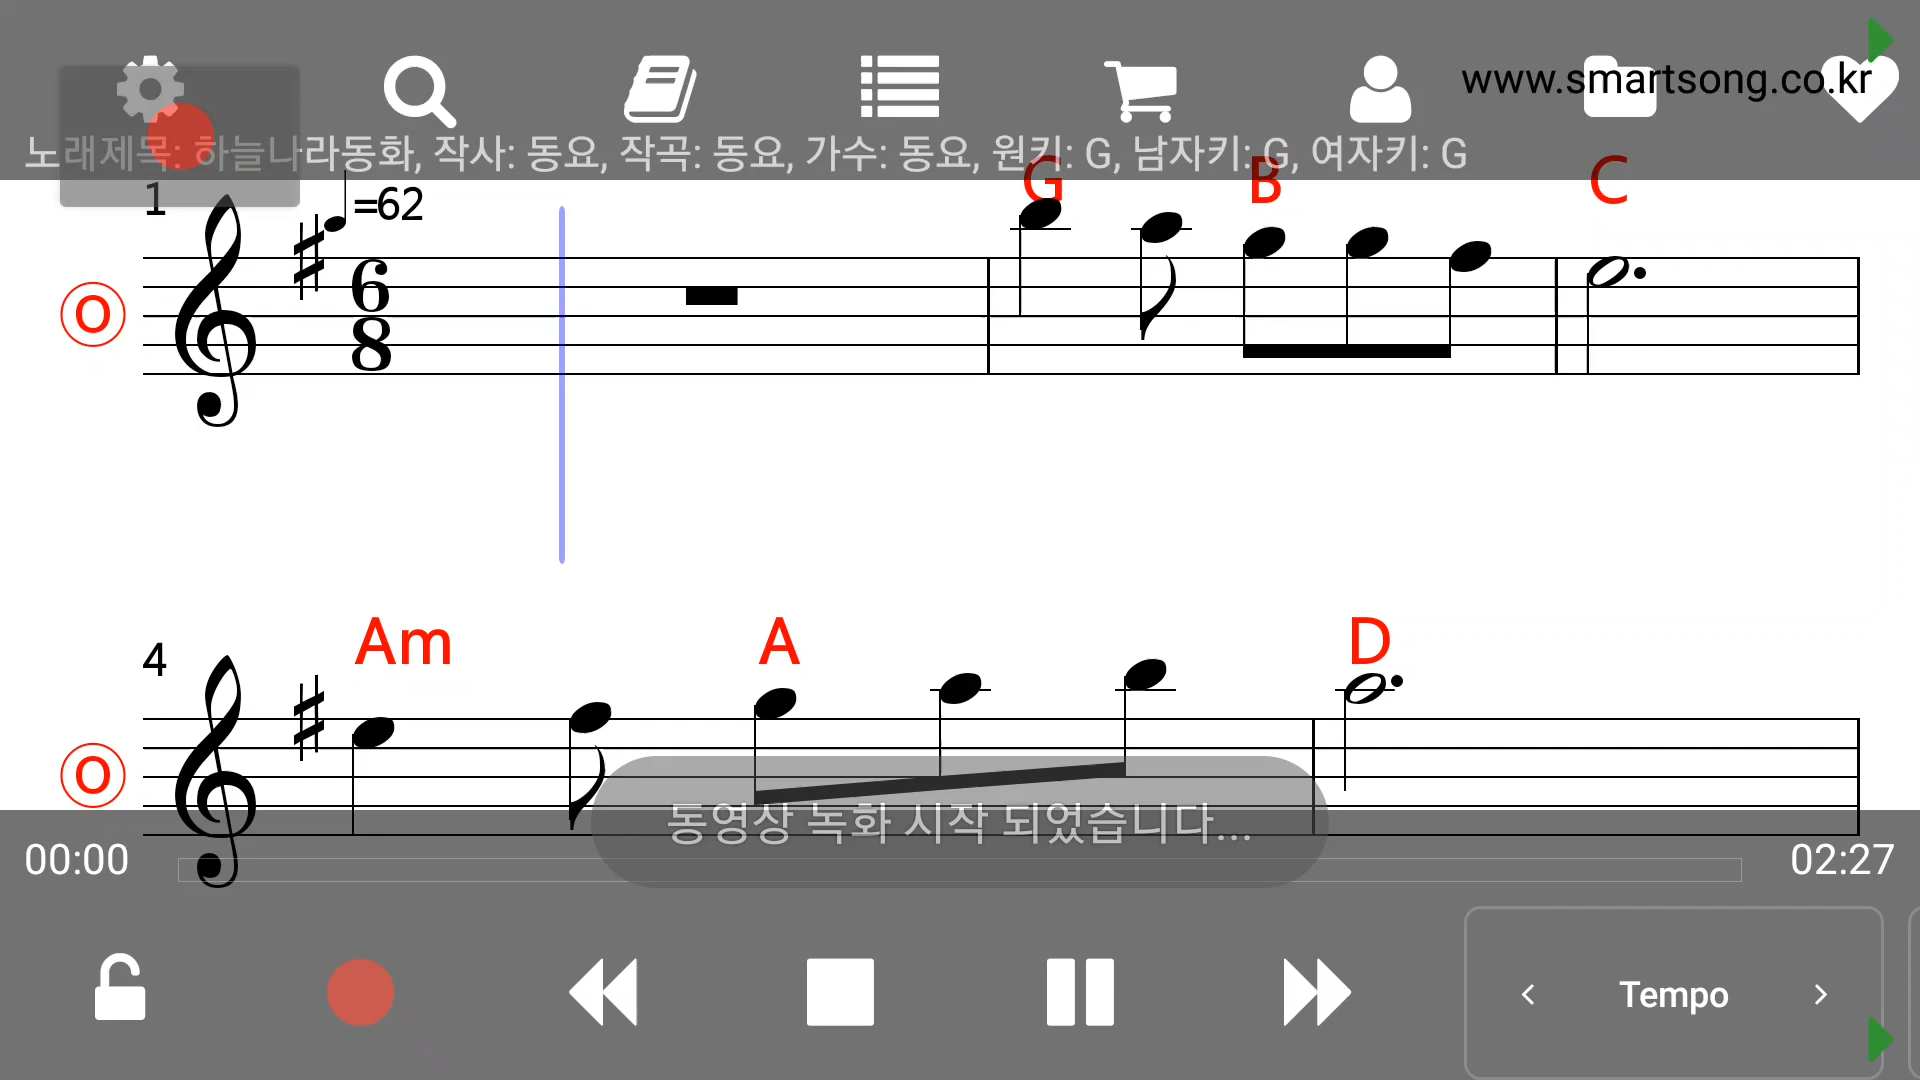 www.smartsong.co.kr
노래제목: 하늘나라동화, 작사: 동요, 작곡: 동요, 가수: 동요, 원키: G, 남자키: G, 여자키: G
1 =62 G B C
6
8
O
4 Am A D
O
동영상 녹화 시작 되었습니다...
00:00 02:27
Tempo